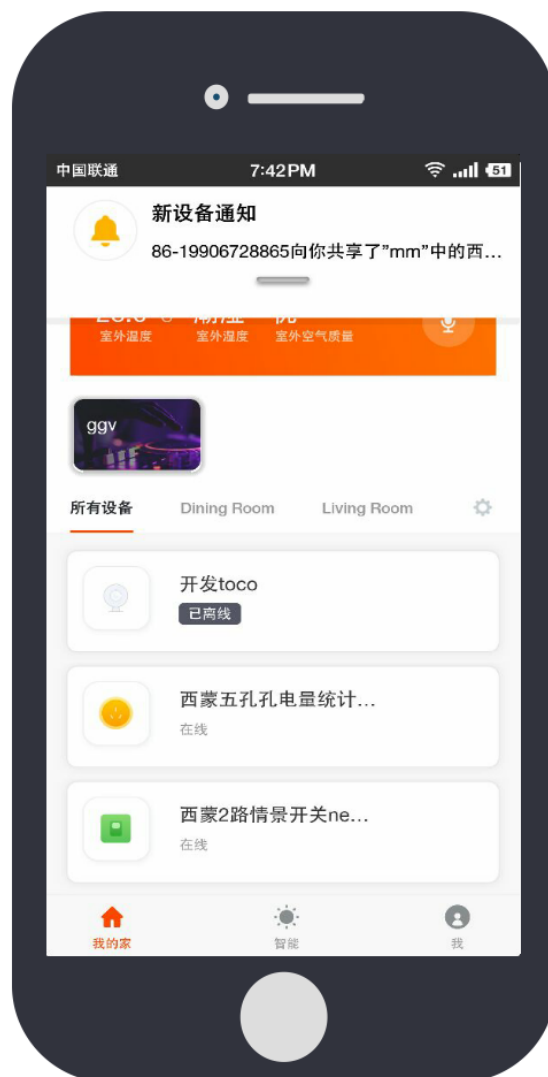 中国联通
7:42PM
51
新设备通知
86-19906728865向你共享了”mm”中的西...
室外温度
室外湿度
室外空气质量
ggv
所有设备
Dining Room
Living Room
开发toco
已离线
西蒙五孔孔电量统计...
在线
西蒙2路情景开关ne...
在线
我的家
智能
我